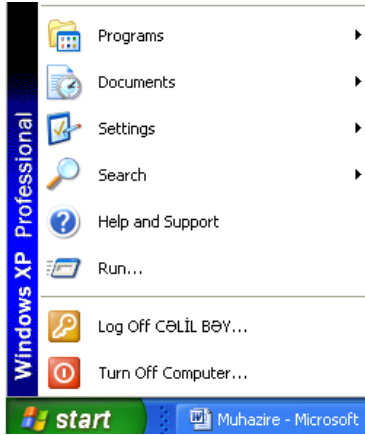 Programs
Documents
Settings
Search
Help and Support
Run...
Log Off CƏLİL BƏY...
Turn Off Computer...
Windows XP Professional
start
Muhazire - Microsoft